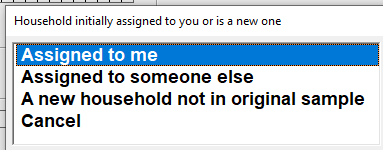 Household initially assigned to you or is a new one
Assigned to me
Assigned to someone else
A new household not in original sample
Cancel